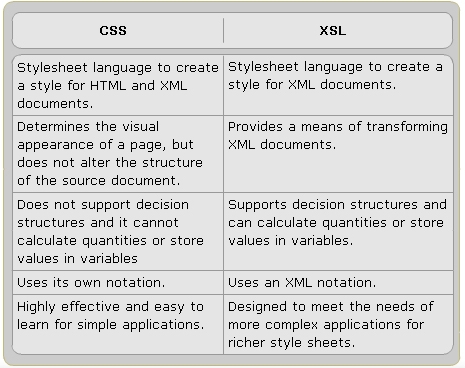 CSS
XSL
Stylesheet language to create
a style for HTML and XML
documents.
Stylesheet language to create a
style for XML documents.
Determines the visual
appearance of a page, but
does not alter the structure
of the source document.
Provides a means of transforming
XML documents.
Does not support decision
structures and it cannot
calculate quantities or store
values in variables
Supports decision structures and
can calculate quantities or store
values in variables.
Uses its own notation.
Uses an XML notation.
Highly effective and easy to
learn for simple applications.
Designed to meet the needs of
more complex applications for
richer style sheets.